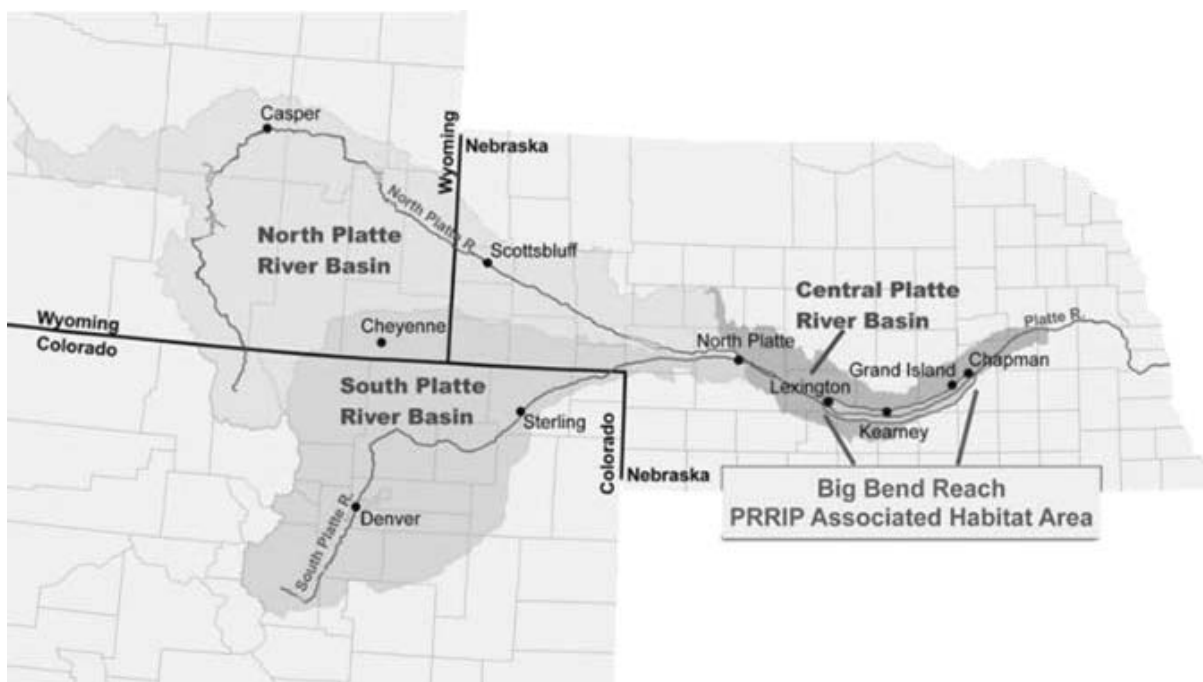 Casper
Wyoming
Nebraska
North Platte R.
North Platte
River Basin
Scottsbluff
Central Platte
River Basin
Platte R.
Wyoming
Colorado
Cheyenne
North Platte
Grand Island
Chapman
South Platte
River Basin
Lexington
Sterling
Kearney
Colorado
Nebraska
South Platte R.
Denver
Big Bend Reach
PRRIP Associated Habitat Area